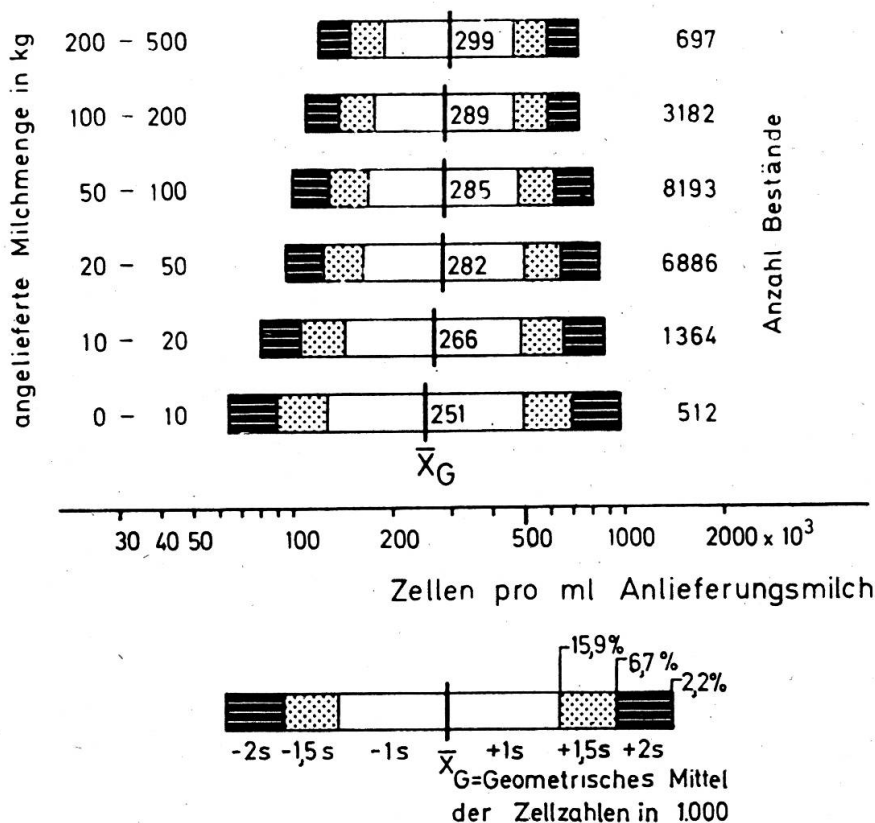 angelieferte Milchmenge in kg
200 – 500 299 697
100 – 200 289 3182
50 – 100 285 8193
20 – 50 282 6886
10 – 20 266 1364
0 – 10 251 512
Anzahl Bestände
X̅G
30 40 50 100 200 500 1000 2000 x 10³
Zellen pro ml Anlieferungsmilch
15,9%
6,7%
2,2%
-2s -1,5s -1s X̅ +1s +1,5s +2s
G=Geometrisches Mittel
der Zellzahlen in 1.000